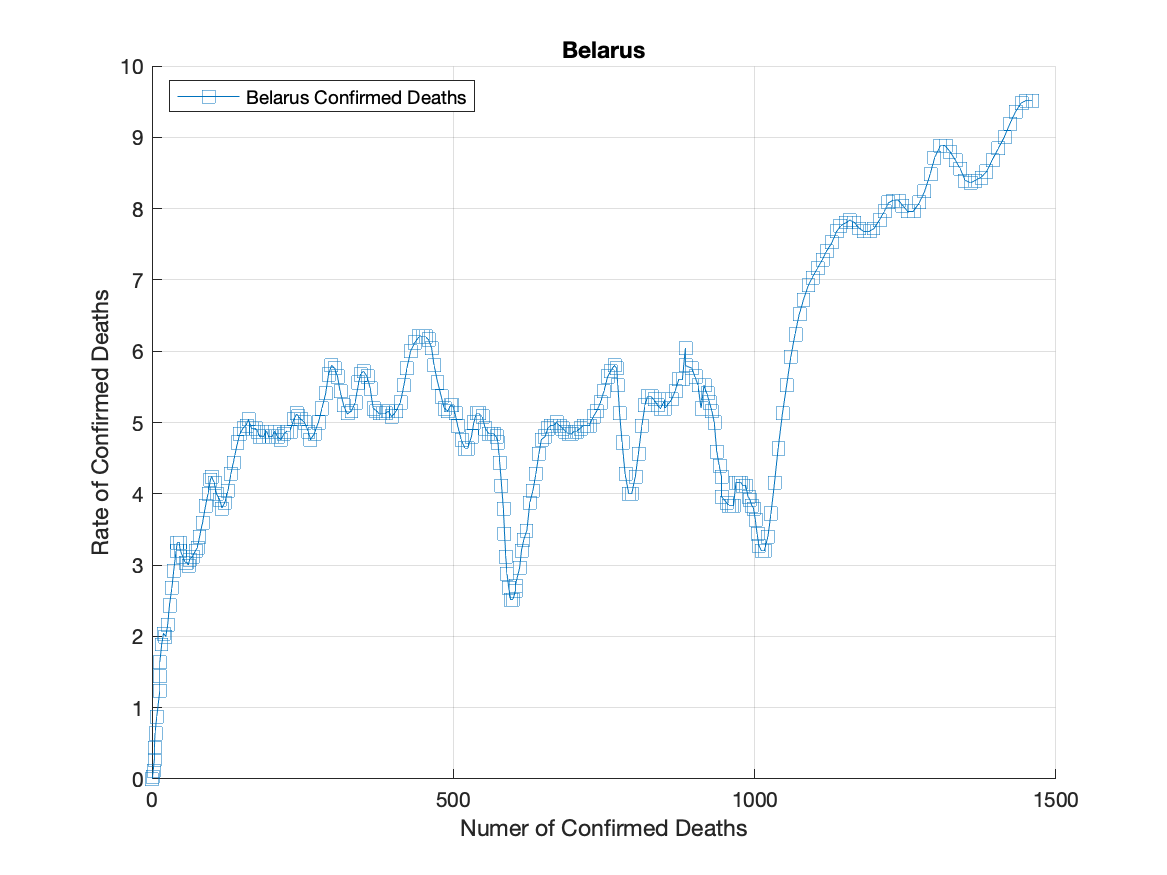 Belarus
Belarus Confirmed Deaths
Rate of Confirmed Deaths
10
9
8
7
6
5
4
3
2
1
0
0 500 1000 1500
Numer of Confirmed Deaths